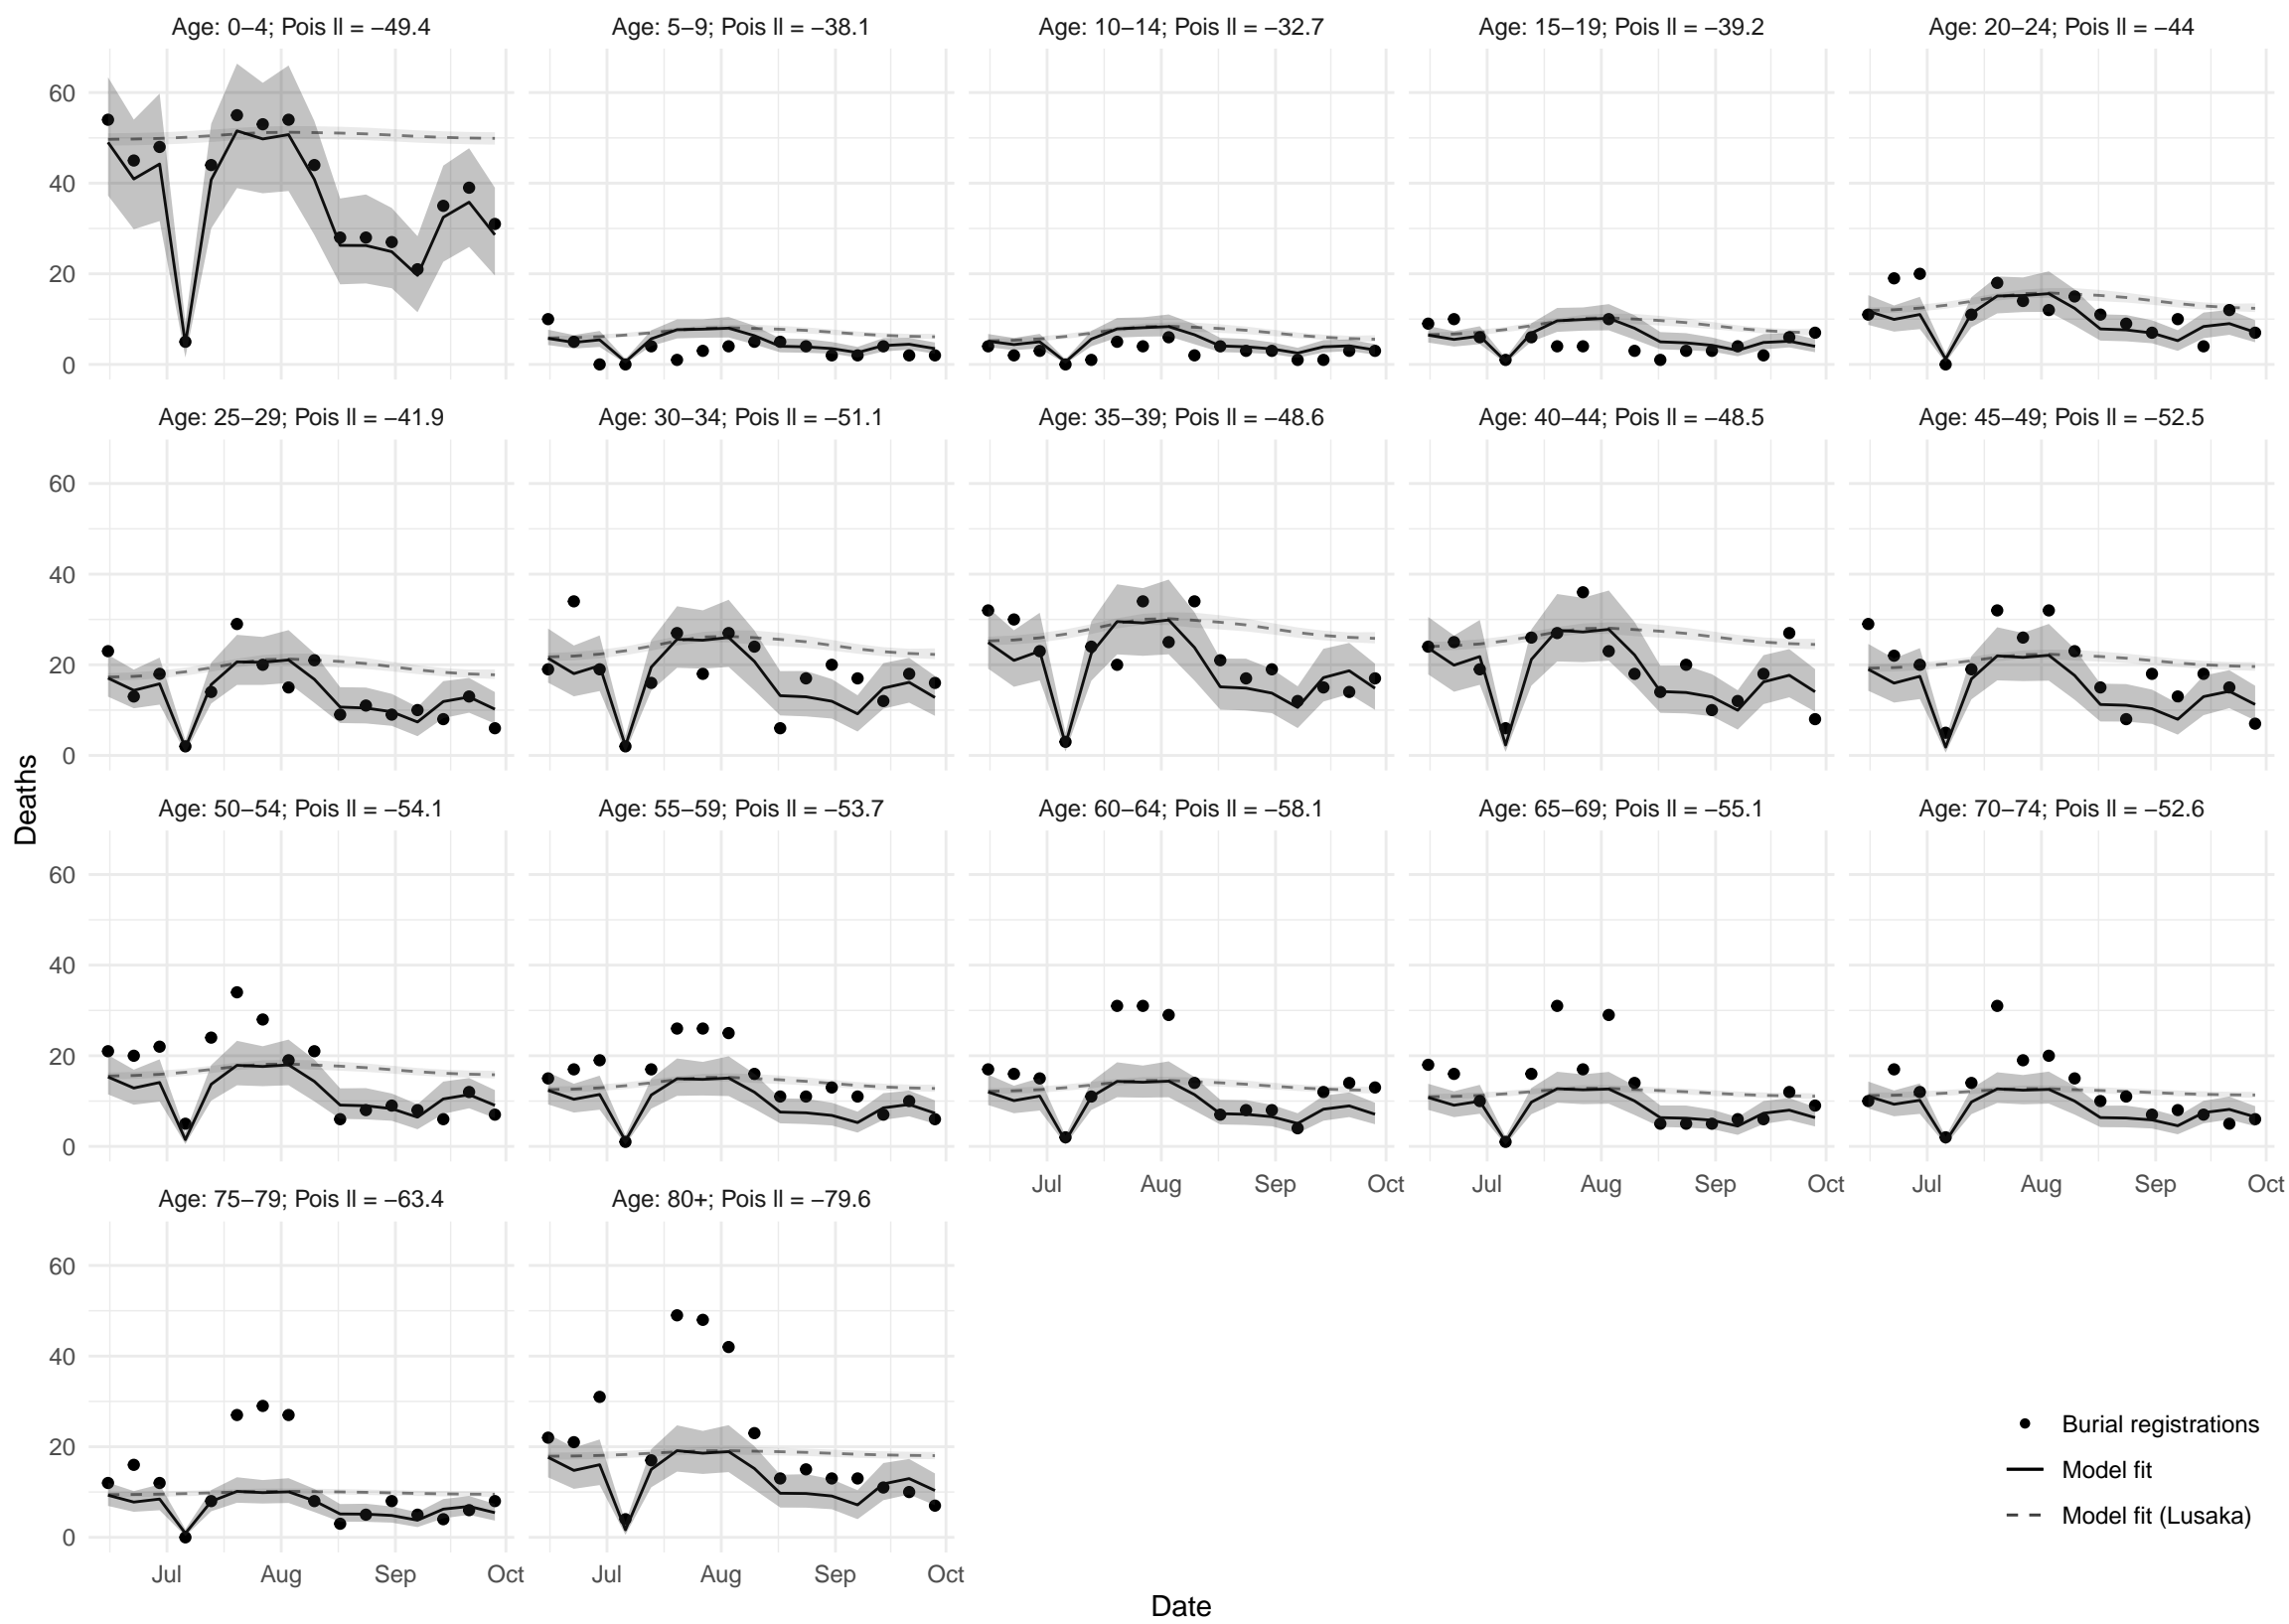 Age: 0−4; Pois ll = −49.4
Age: 5−9; Pois ll = −38.1
Age: 10−14; Pois ll = −32.7
Age: 15−19; Pois ll = −39.2
Age: 20−24; Pois ll = −44
60
40
20
0
Age: 25−29; Pois ll = −41.9
Age: 30−34; Pois ll = −51.1
Age: 35−39; Pois ll = −48.6
Age: 40−44; Pois ll = −48.5
Age: 45−49; Pois ll = −52.5
60
40
20
0
Deaths
Age: 50−54; Pois ll = −54.1
Age: 55−59; Pois ll = −53.7
Age: 60−64; Pois ll = −58.1
Age: 65−69; Pois ll = −55.1
Age: 70−74; Pois ll = −52.6
60
40
20
0
Jul Aug Sep Oct
Jul Aug Sep Oct
Jul Aug Sep Oct
Age: 75−79; Pois ll = −63.4
Age: 80+; Pois ll = −79.6
60
40
20
0
Jul Aug Sep Oct
Jul Aug Sep Oct
Burial registrations
Model fit
Model fit (Lusaka)
Date